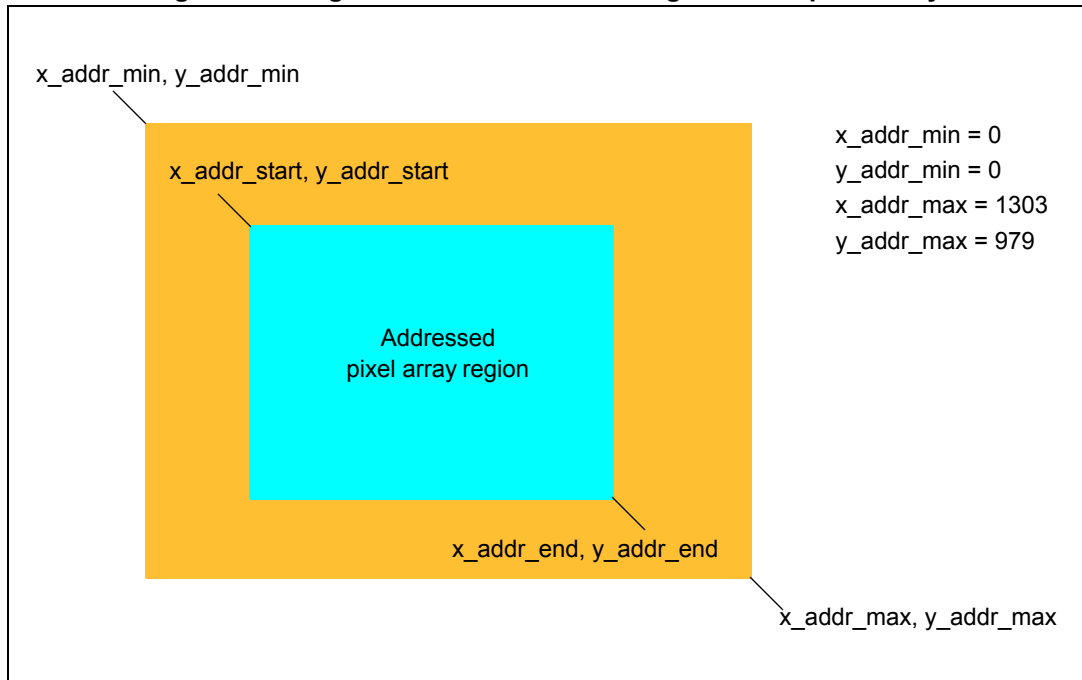 x_addr_min, y_addr_min
x_addr_min = 0
y_addr_min = 0
x_addr_max = 1303
y_addr_max = 979
x_addr_start, y_addr_start
Addressed
pixel array region
x_addr_end, y_addr_end
x_addr_max, y_addr_max